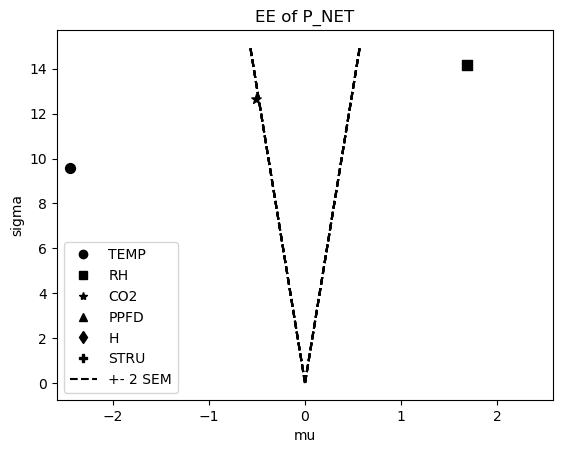 EE of P_NET
14
12
10
8
6
4
2
0
sigma
TEMP
RH
CO2
PPFD
H
STRU
+- 2 SEM
−2
−1
0
1
2
mu